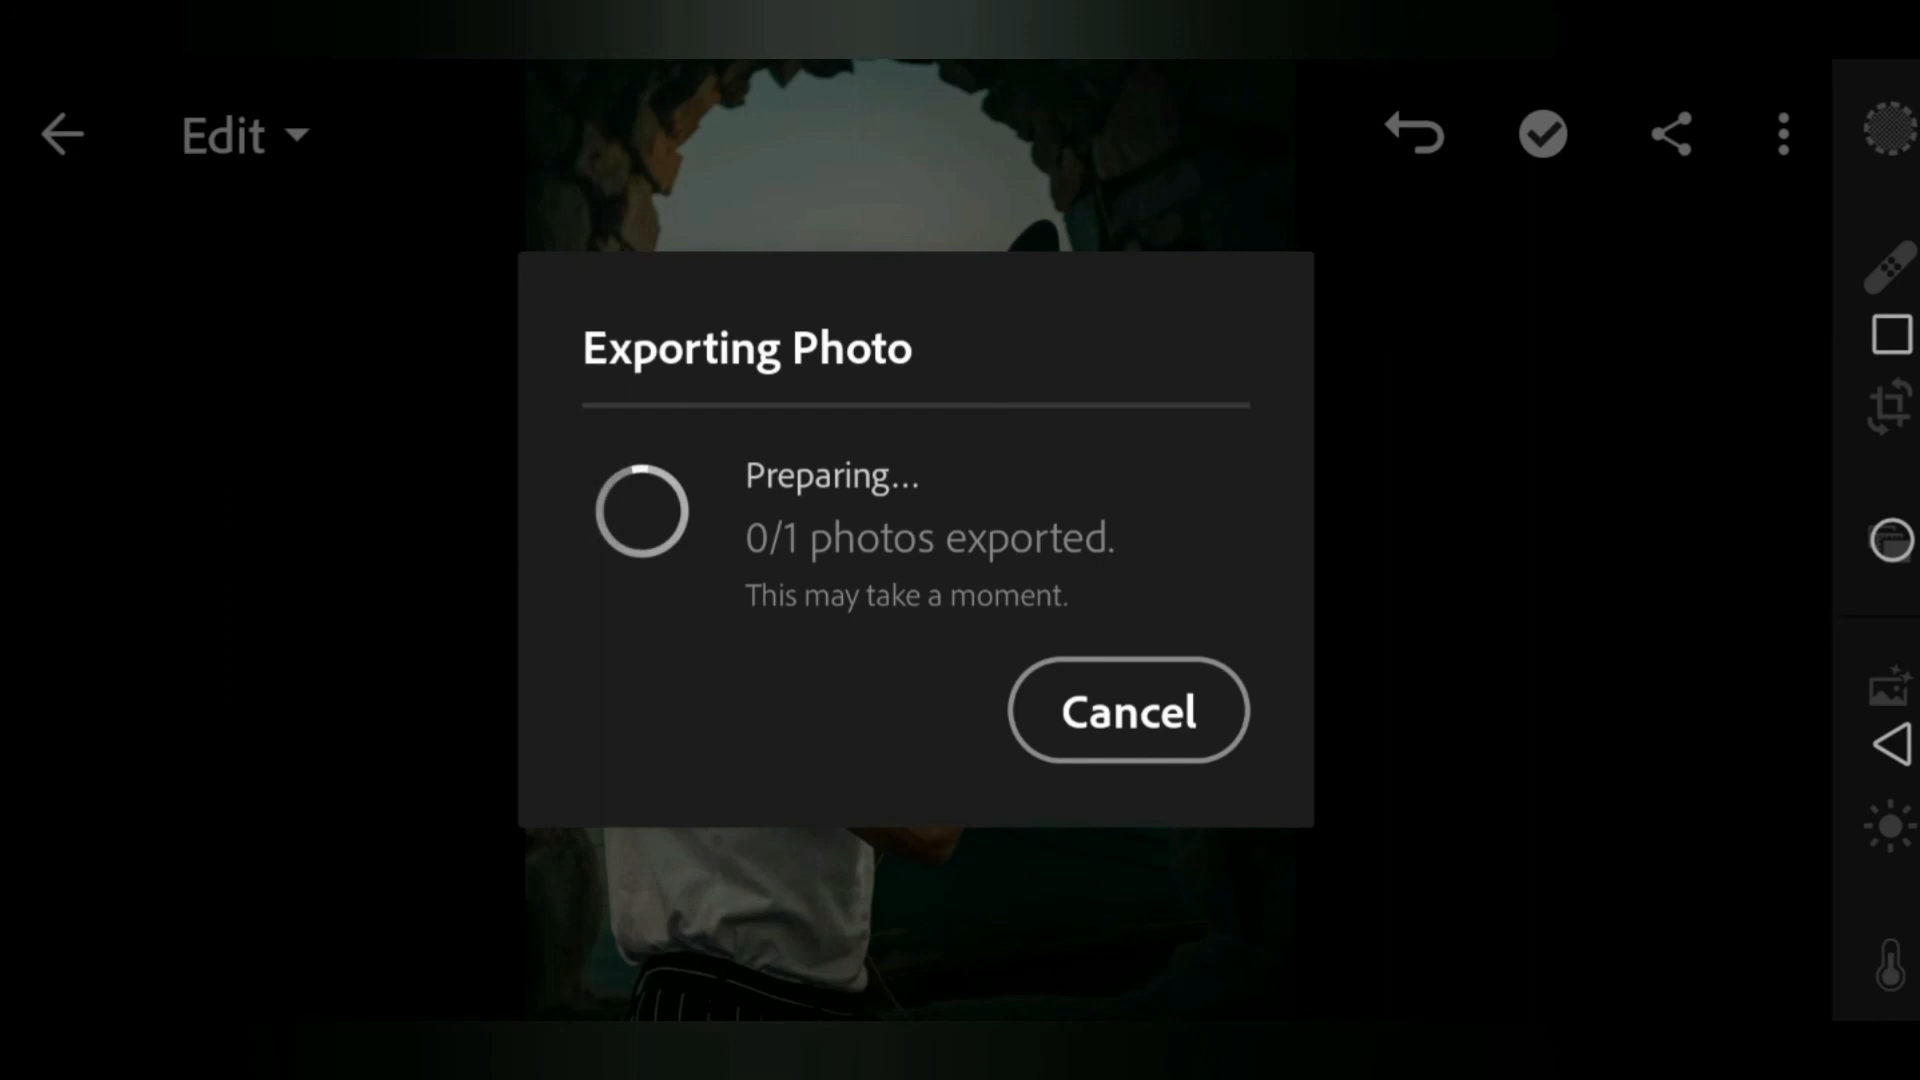 Edit
Exporting Photo
Preparing...
0/1 photos exported.
This may take a moment.
Cancel